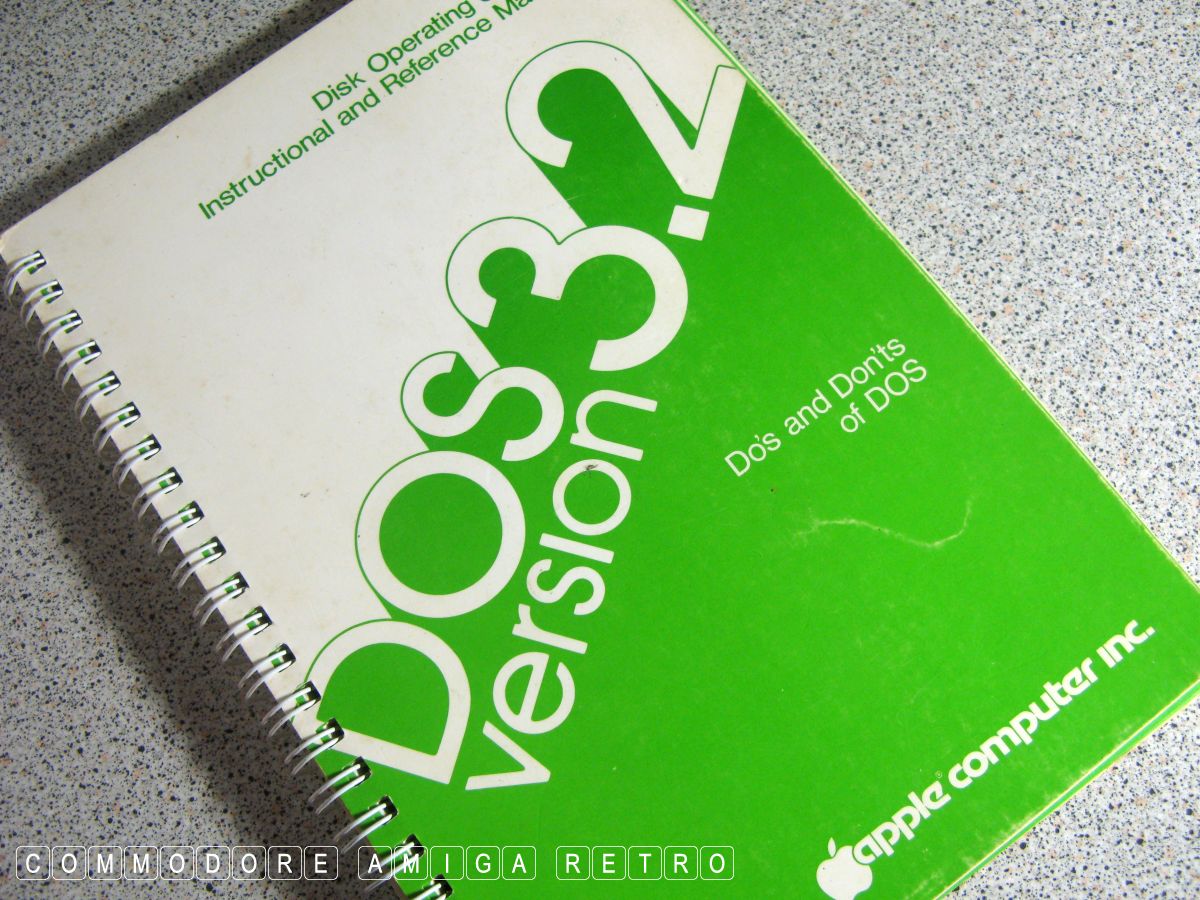 Disk Operating
Instructional and Reference
DOS 3.2
version
Do's and Don'ts
of DOS
apple computer inc.
COMMODORE AMIGA RETRO